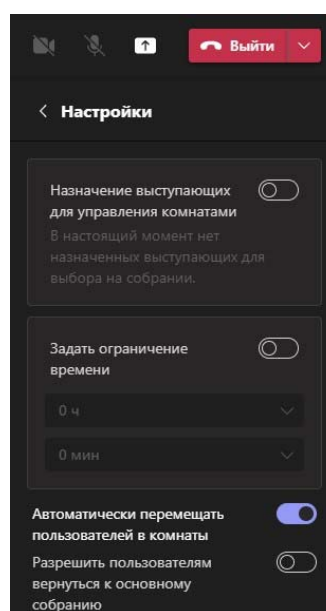 Выйти
Настройки
Назначение выступающих
для управления комнатами
В настоящий момент нет
назначенных выступающих для
выбора на собрании.
Задать ограничение
времени
0 ч
0 мин
Автоматически перемещать
пользователей в комнаты
Разрешить пользователям
вернуться к основному
собранию